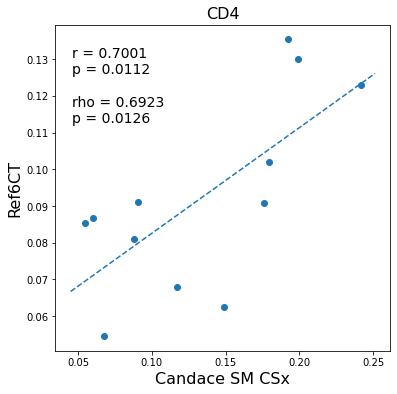 CD4
r = 0.7001
p = 0.0112
rho = 0.6923
p = 0.0126
0.13
0.12
0.11
0.10
0.09
0.08
0.07
0.06
Ref6CT
0.05
0.10
0.15
0.20
0.25
Candace SM CSx